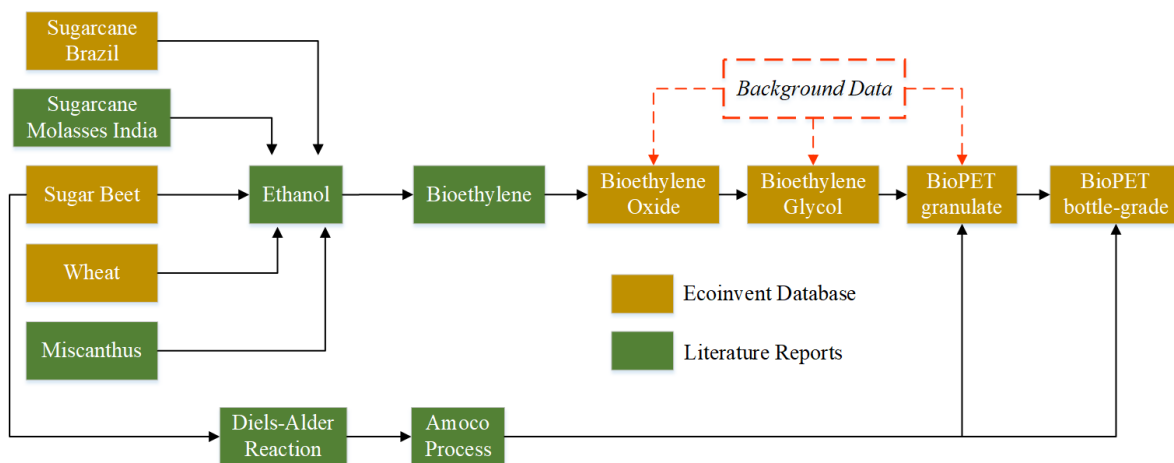 Sugarcane
Brazil
Sugarcane
Molasses India
Background Data
Sugar Beet
Ethanol
Bioethylene
Bioethylene
Oxide
Bioethylene
Glycol
BioPET
granulate
BioPET
bottle-grade
Wheat
Ecoinvent Database
Miscanthus
Literature Reports
Diels-Alder
Reaction
Amoco
Process